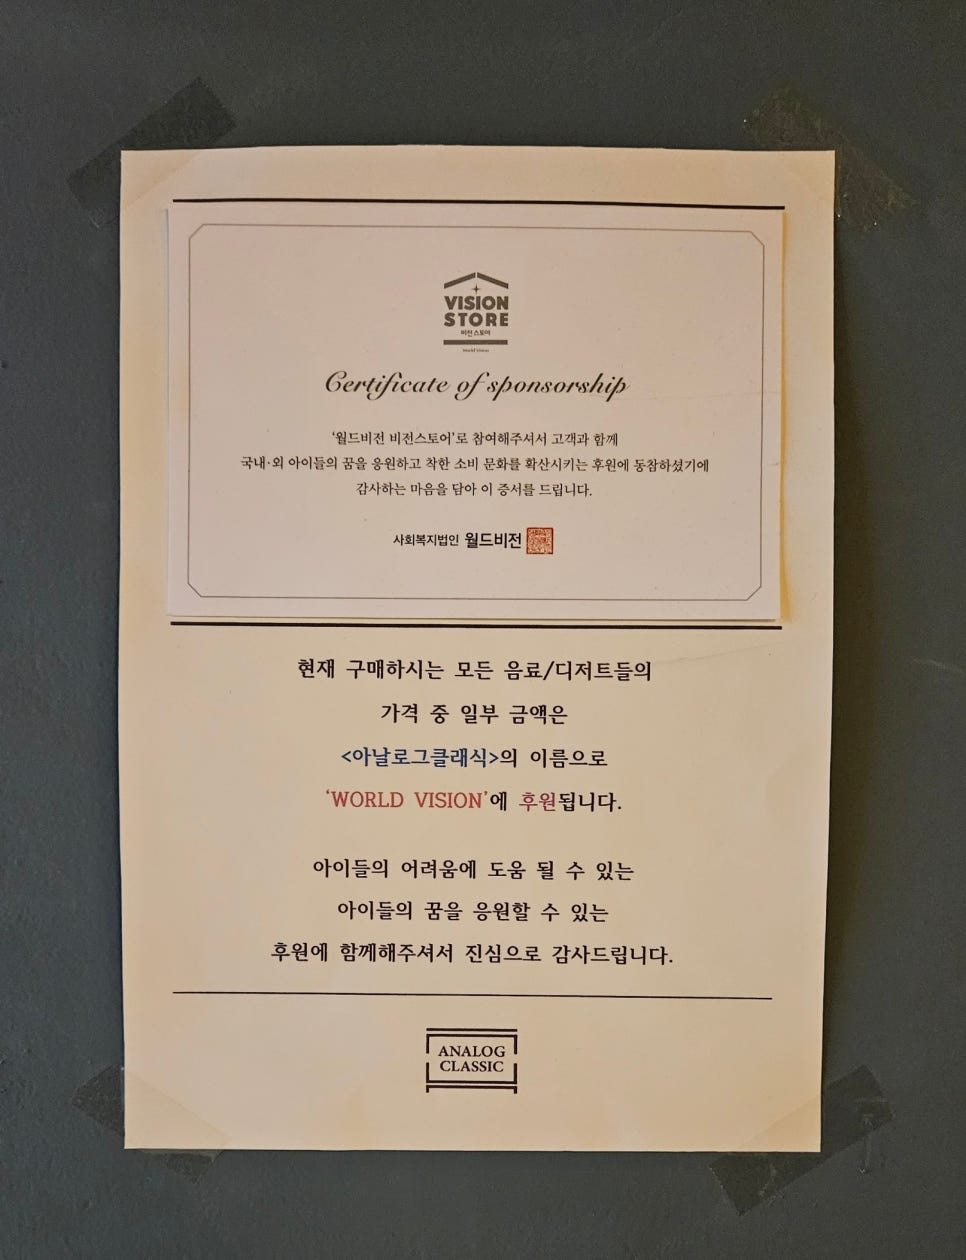 VISION
STORE
비전스토어
World Vision
Certificate of sponsorship
‘월드비전 비전스토어’로 참여해주셔서 고객과 함께
국내·외 아이들의 꿈을 응원하고 착한 소비 문화를 확산시키는 후원에 동참하셨기에
감사하는 마음을 담아 이 증서를 드립니다.
사회복지법인 월드비전
현재 구매하시는 모든 음료/디저트들의
가격 중 일부 금액은
<아날로그클래식>의 이름으로
‘WORLD VISION’에 후원됩니다.
아이들의 어려움에 도움 될 수 있는
아이들의 꿈을 응원할 수 있는
후원에 함께해주셔서 진심으로 감사드립니다.
ANALOG
CLASSIC